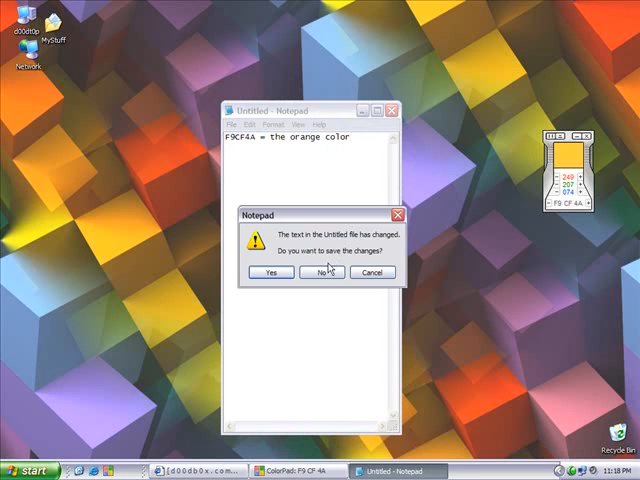 d00dt0p
MyStuff
Network
Untitled - Notepad
File Edit Format View Help
F9CF4A = the orange color
249
207
074
F9 CF 4A
Notepad
The text in the Untitled file has changed.
Do you want to save the changes?
Yes No Cancel
Recycle Bin
start
[d00db0x.com...
ColorPad: F9 CF 4A
Untitled - Notepad
11:18 PM